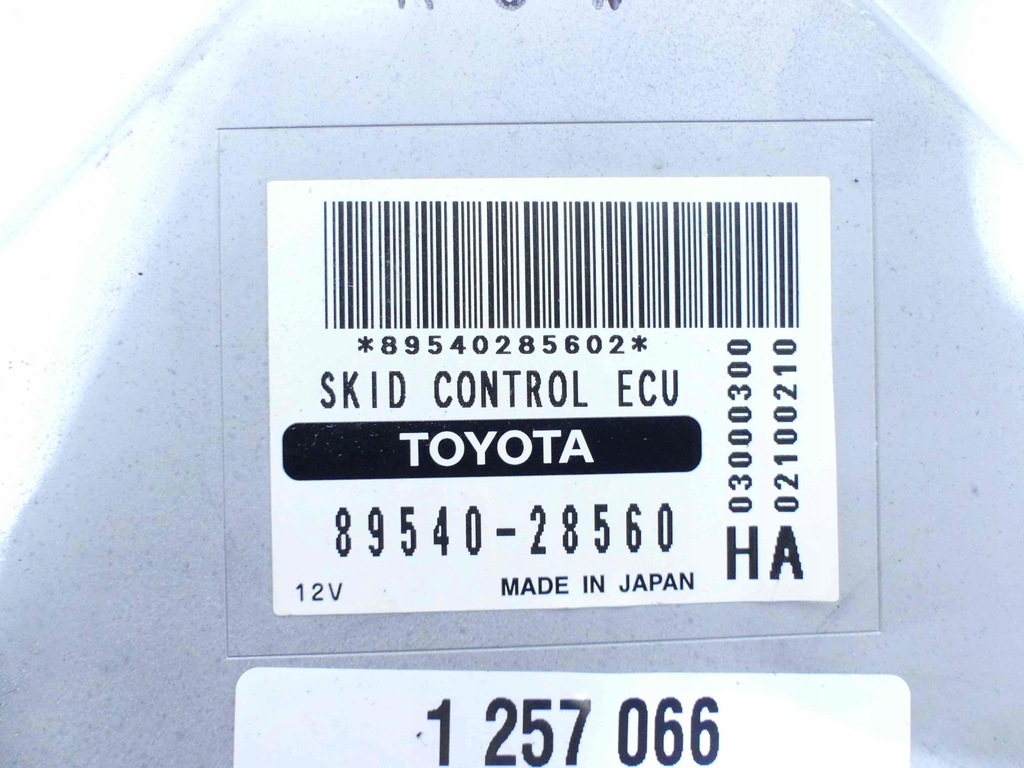 *89540285602*
SKID CONTROL ECU
TOYOTA
89540-28560
12V
MADE IN JAPAN
03000300
02100210
HA
1 257 066